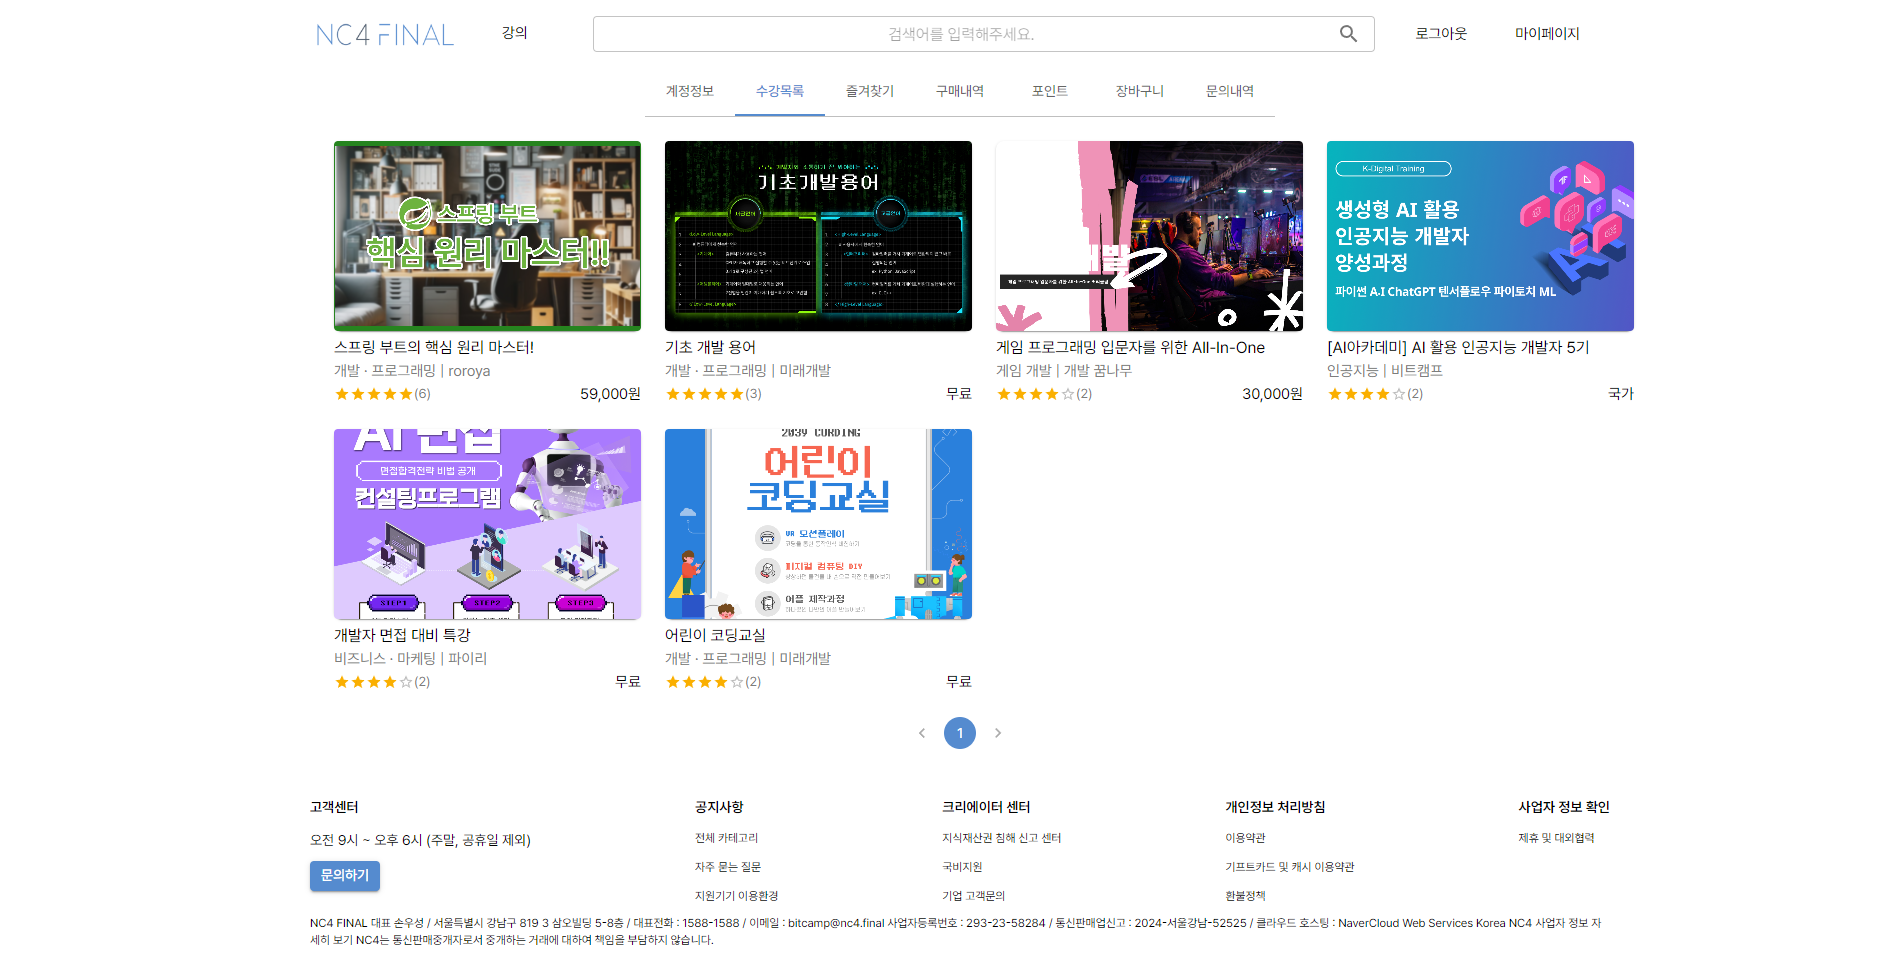 NC4 FINAL
강의
검색어를 입력해주세요.
로그아웃
마이페이지
계정정보
수강목록
즐겨찾기
구매내역
포인트
장바구니
문의내역
스프링 부트
핵심 원리 마스터!!
스프링 부트의 핵심 원리 마스터!
개발 · 프로그래밍 | roroya
(6)
59,000원
기초개발용어
기초 개발 용어
개발 · 프로그래밍 | 미래개발
(3)
무료
게임 프로그래밍 입문자를 위한 All-In-One
게임 개발 | 개발 꿈나무
(2)
30,000원
K-Digital Training
생성형 AI 활용
인공지능 개발자
양성과정
파이썬 A.I ChatGPT 텐서플로우 파이토치 ML
[AI아카데미] AI 활용 인공지능 개발자 5기
인공지능 | 비트캠프
(2)
국가
AI 면접
면접합격전략 비법 공개
컨설팅프로그램
STEP1
STEP2
STEP3
개발자 면접 대비 특강
비즈니스 · 마케팅 | 파이리
(2)
무료
2039 CORDING
어린이
코딩교실
VR 모션플레이
피지컬 컴퓨팅 DIY
어플 제작과정
어린이 코딩교실
개발 · 프로그래밍 | 미래개발
(2)
무료
1
고객센터
오전 9시 ~ 오후 6시 (주말, 공휴일 제외)
문의하기
공지사항
전체 카테고리
자주 묻는 질문
지원기기 이용환경
크리에이터 센터
지식재산권 침해 신고 센터
국비지원
기업 고객문의
개인정보 처리방침
이용약관
기프트카드 및 캐시 이용약관
환불정책
사업자 정보 확인
제휴 및 대외협력
NC4 FINAL 대표 손우성 / 서울특별시 강남구 819 3 삼오빌딩 5-8층 / 대표전화 : 1588-1588 / 이메일 : bitcamp@nc4.final 사업자등록번호 : 293-23-58284 / 통신판매업신고 : 2024-서울강남-52525 / 클라우드 호스팅 : NaverCloud Web Services Korea NC4 사업자 정보 자
세히 보기 NC4는 통신판매중개자로서 중개하는 거래에 대하여 책임을 부담하지 않습니다.